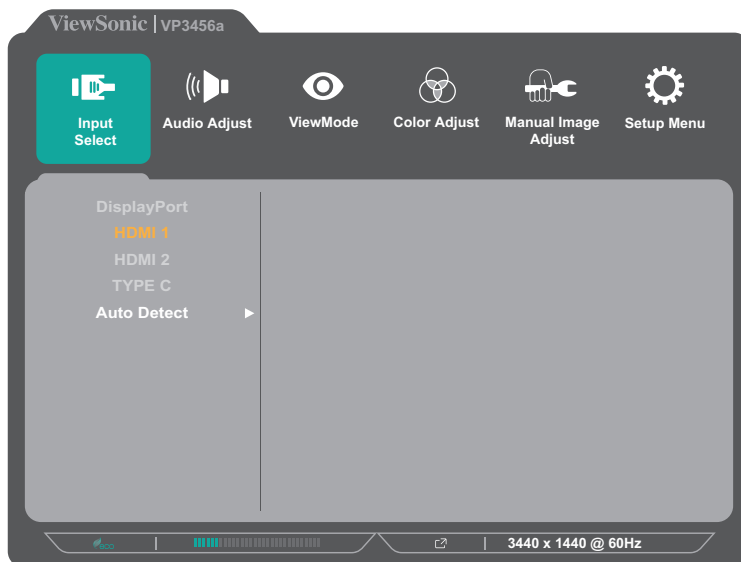 ViewSonic | VP3456a
Input Select
Audio Adjust
ViewMode
Color Adjust
Manual Image Adjust
Setup Menu
DisplayPort
HDMI 1
HDMI 2
TYPE C
Auto Detect
ECO
3440 x 1440 @ 60Hz